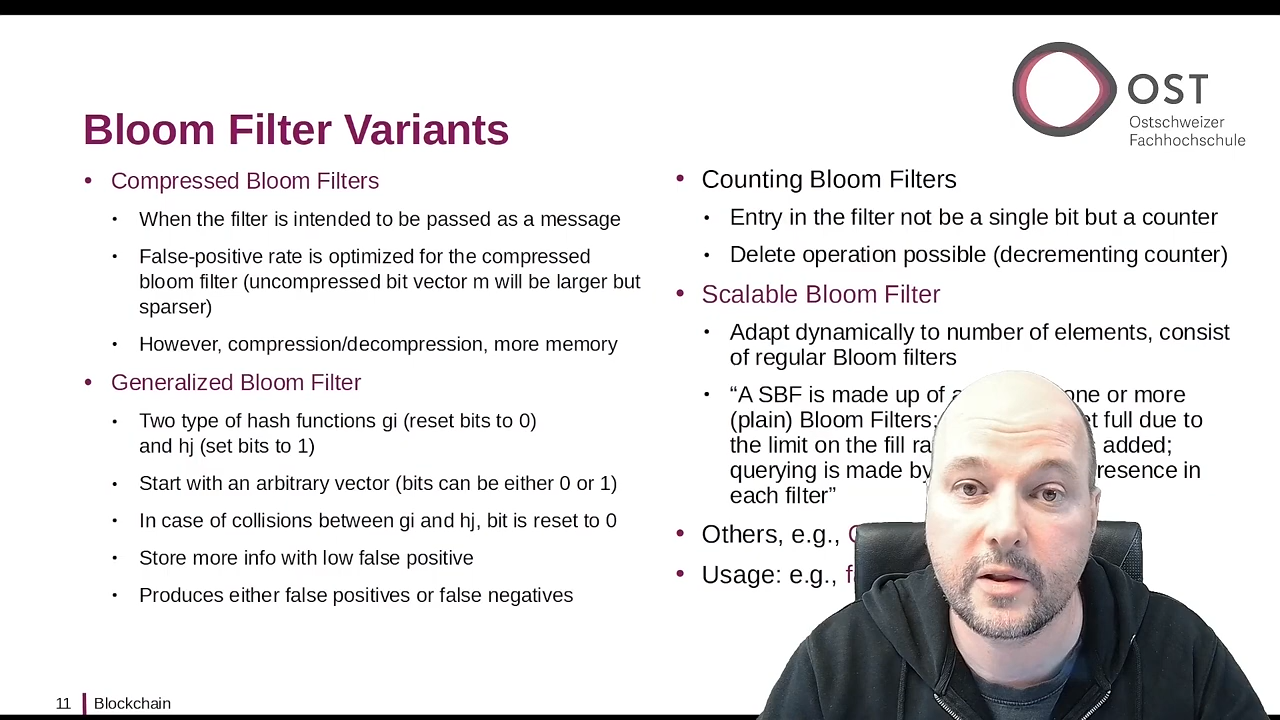 OST
Ostschweizer
Fachhochschule
Bloom Filter Variants
• Compressed Bloom Filters
• When the filter is intended to be passed as a message
• False-positive rate is optimized for the compressed
bloom filter (uncompressed bit vector m will be larger but
sparser)
• However, compression/decompression, more memory
• Generalized Bloom Filter
• Two type of hash functions gi (reset bits to 0)
and hj (set bits to 1)
• Start with an arbitrary vector (bits can be either 0 or 1)
• In case of collisions between gi and hj, bit is reset to 0
• Store more info with low false positive
• Produces either false positives or false negatives
• Counting Bloom Filters
• Entry in the filter not be a single bit but a counter
• Delete operation possible (decrementing counter)
• Scalable Bloom Filter
• Adapt dynamically to number of elements, consist
of regular Bloom filters
• “A SBF is made up of one or more
(plain) Bloom Filters; full due to
the limit on the fill added;
querying is made by in
each filter”
• Others, e.g.,
• Usage: e.g.,
11 Blockchain